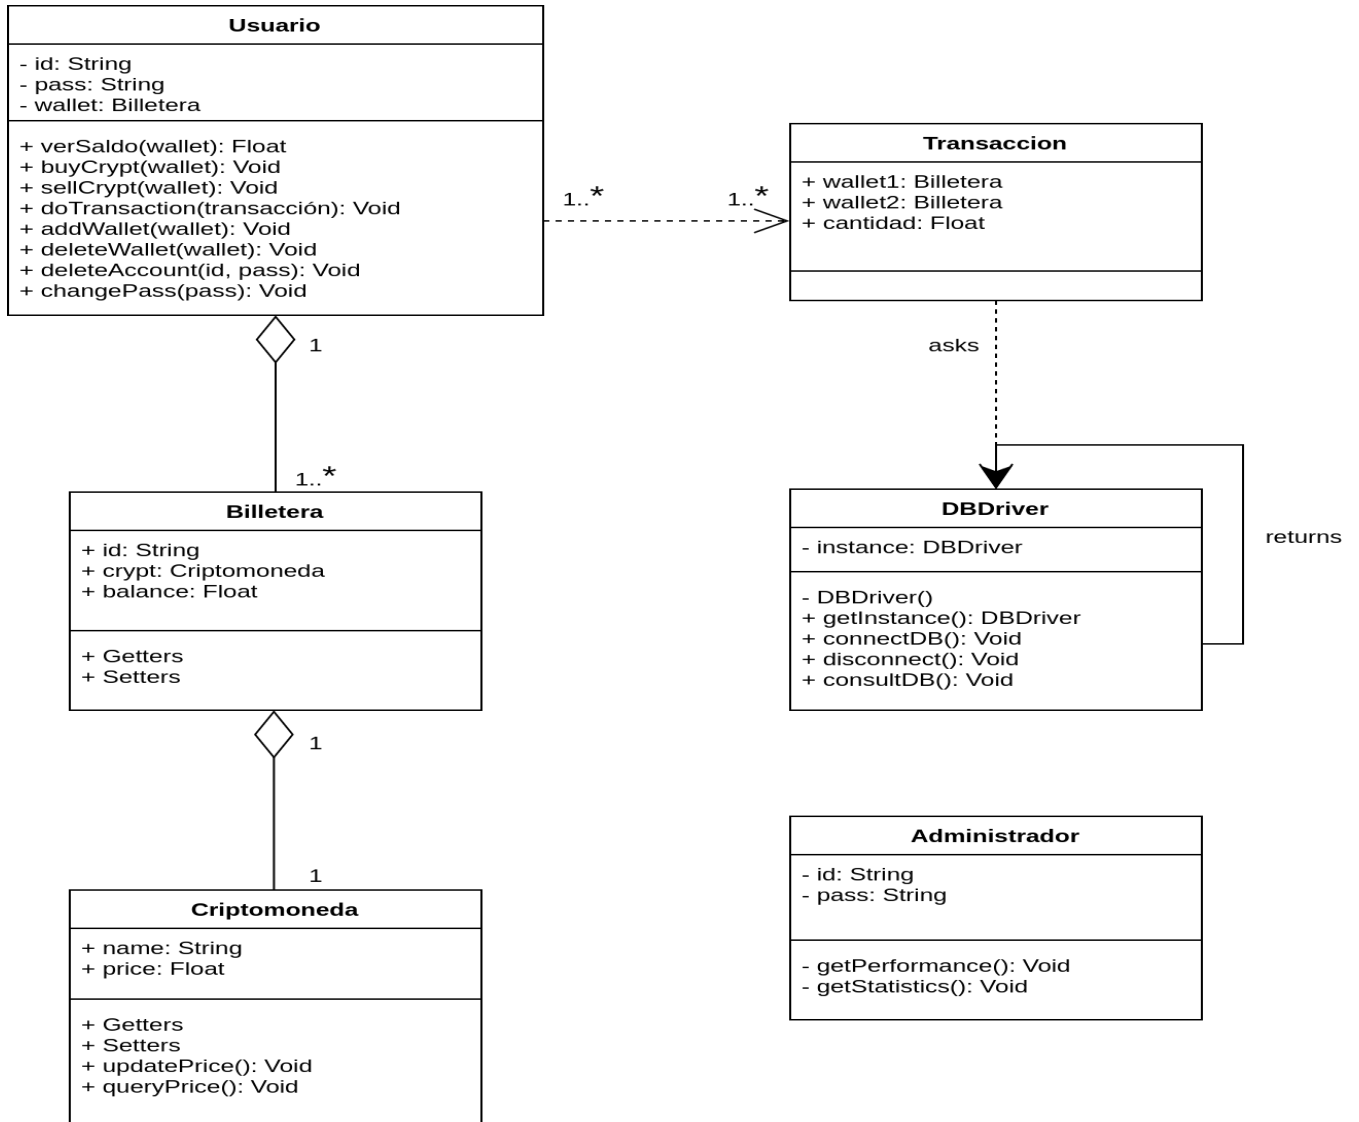 Usuario
- id: String
- pass: String
- wallet: Billetera
+ verSaldo(wallet): Float
+ buyCrypt(wallet): Void
+ sellCrypt(wallet): Void
+ doTransaction(transacción): Void
+ addWallet(wallet): Void
+ deleteWallet(wallet): Void
+ deleteAccount(id, pass): Void
+ changePass(pass): Void
1..*
1..*
Transaccion
+ wallet1: Billetera
+ wallet2: Billetera
+ cantidad: Float
1
asks
1..*
Billetera
+ id: String
+ crypt: Criptomoneda
+ balance: Float
+ Getters
+ Setters
DBDriver
- instance: DBDriver
- DBDriver()
+ getInstance(): DBDriver
+ connectDB(): Void
+ disconnect(): Void
+ consultDB(): Void
returns
1
1
Criptomoneda
+ name: String
+ price: Float
+ Getters
+ Setters
+ updatePrice(): Void
+ queryPrice(): Void
Administrador
- id: String
- pass: String
- getPerformance(): Void
- getStatistics(): Void